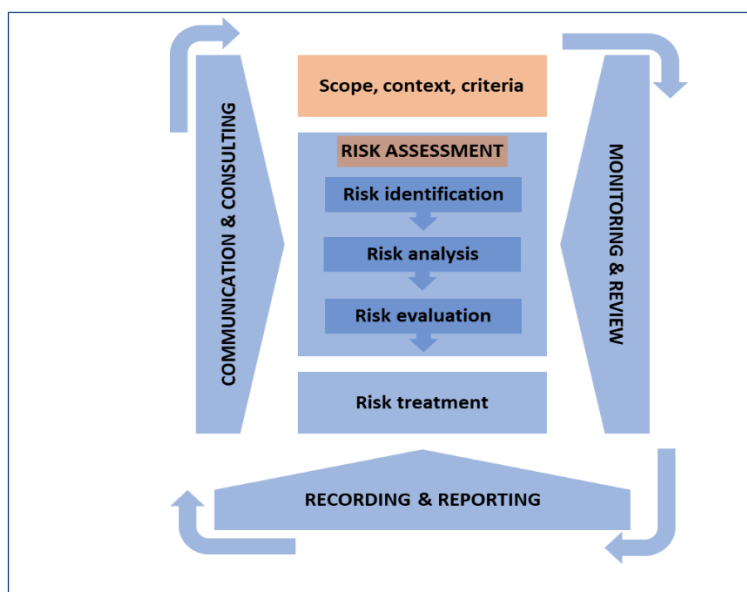 Scope, context, criteria
RISK ASSESSMENT
Risk identification
Risk analysis
Risk evaluation
Risk treatment
COMMUNICATION & CONSULTING
MONITORING & REVIEW
RECORDING & REPORTING